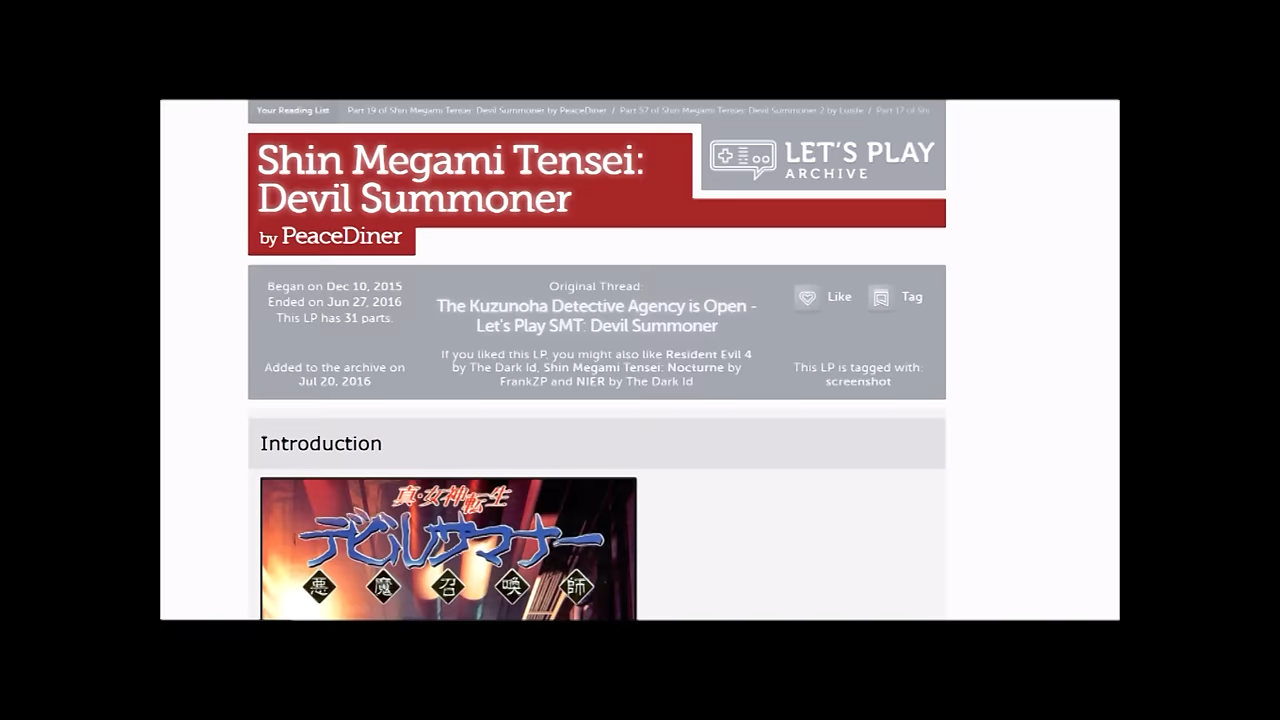 Your Reading List Part 19 of Shin Megami Tensei: Devil Summoner by PeaceDiner / Part 57 of Shin Megami Tensei: Devil Summoner 2 by Luisfe / Part 17 of Shi
Shin Megami Tensei:
Devil Summoner
by PeaceDiner
LET'S PLAY
ARCHIVE
Began on Dec 10, 2015
Ended on Jun 27, 2016
This LP has 31 parts.
Added to the archive on
Jul 20, 2016
Original Thread:
The Kuzunoha Detective Agency is Open -
Let's Play SMT: Devil Summoner
If you liked this LP, you might also like Resident Evil 4
by The Dark Id, Shin Megami Tensei: Nocturne by
FrankZP and NIER by The Dark Id
Like
Tag
This LP is tagged with:
screenshot
Introduction
真・女神転生
デビルサマナー
悪魔召喚師